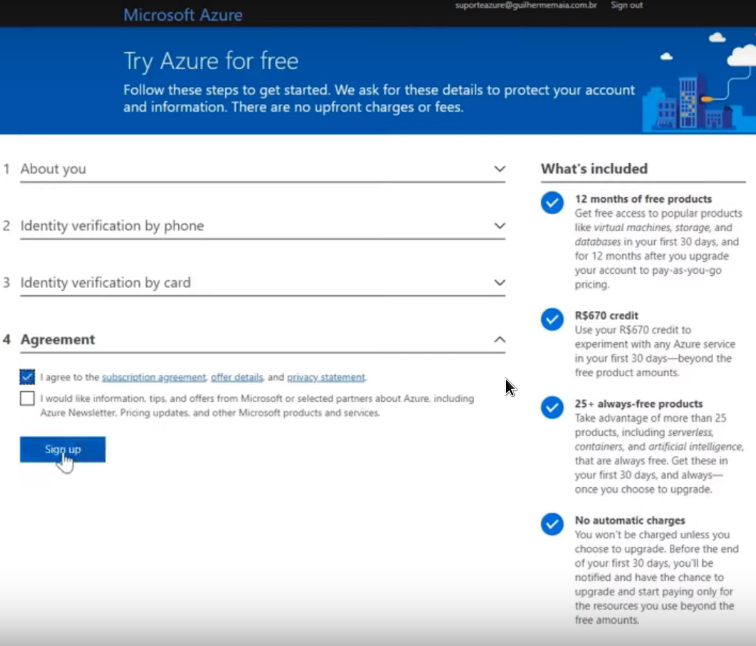 Microsoft Azure
suporteazure@guilhermemaia.com.br Sign out
Try Azure for free
Follow these steps to get started. We ask for these details to protect your account
and information. There are no upfront charges or fees.
1 About you
2 Identity verification by phone
3 Identity verification by card
4 Agreement
I agree to the subscription agreement, offer details, and privacy statement.
I would like information, tips, and offers from Microsoft or selected partners about Azure, including
Azure Newsletter, Pricing updates, and other Microsoft products and services.
Sign up
What's included
12 months of free products
Get free access to popular products
like virtual machines, storage, and
databases in your first 30 days, and
for 12 months after you upgrade
your account to pay-as-you-go
pricing.
R$670 credit
Use your R$670 credit to
experiment with any Azure service
in your first 30 days—beyond the
free product amounts.
25+ always-free products
Take advantage of more than 25
products, including serverless,
containers, and artificial intelligence,
that are always free. Get these in
your first 30 days, and always—
once you choose to upgrade.
No automatic charges
You won't be charged unless you
choose to upgrade. Before the end
of your first 30 days, you'll be
notified and have the chance to
upgrade and start paying only for
the resources you use beyond the
free amounts.